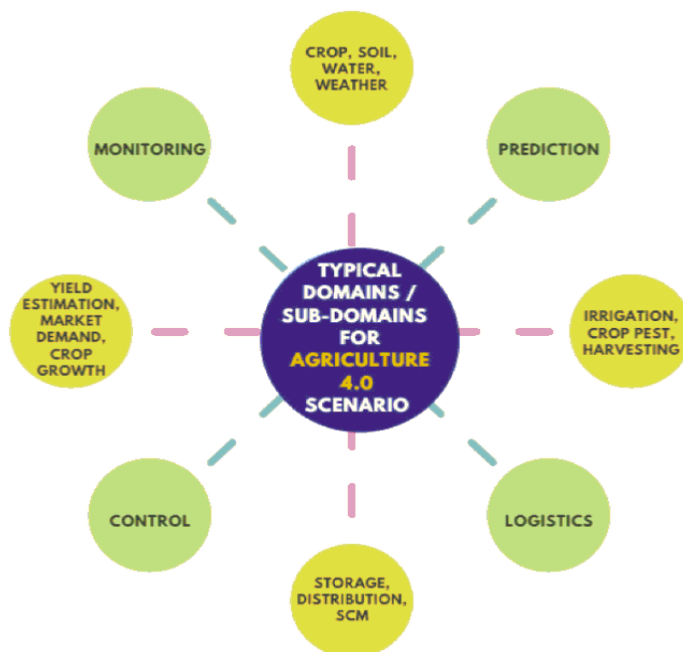 CROP, SOIL,
WATER,
WEATHER
MONITORING
PREDICTION
TYPICAL
DOMAINS /
SUB-DOMAINS
FOR
AGRICULTURE
4.0
SCENARIO
YIELD
ESTIMATION,
MARKET
DEMAND,
CROP
GROWTH
IRRIGATION,
CROP PEST,
HARVESTING
CONTROL
LOGISTICS
STORAGE,
DISTRIBUTION,
SCM